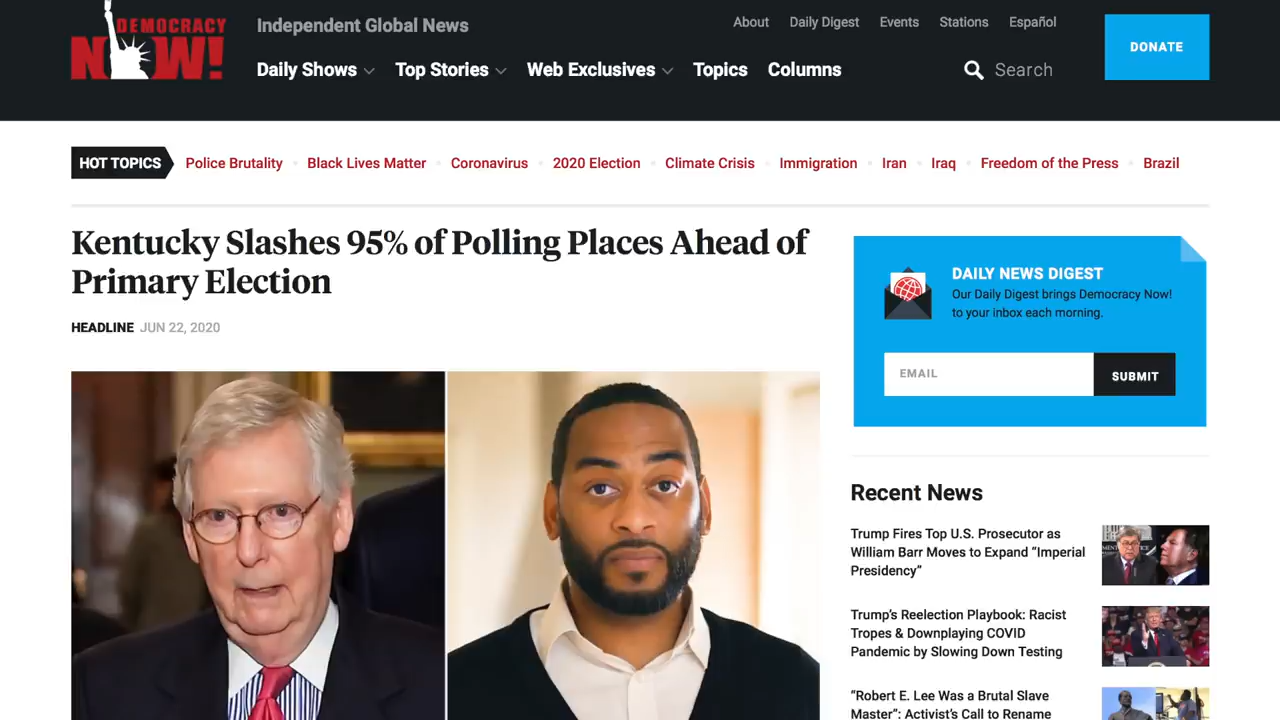 DEMOCRACY
NOW!
Independent Global News
About
Daily Digest
Events
Stations
Español
DONATE
Daily Shows
Top Stories
Web Exclusives
Topics
Columns
Search
HOT TOPICS
Police Brutality
Black Lives Matter
Coronavirus
2020 Election
Climate Crisis
Immigration
Iran
Iraq
Freedom of the Press
Brazil
Kentucky Slashes 95% of Polling Places Ahead of
Primary Election
HEADLINE JUN 22, 2020
DAILY NEWS DIGEST
Our Daily Digest brings Democracy Now!
to your inbox each morning.
EMAIL
SUBMIT
Recent News
Trump Fires Top U.S. Prosecutor as
William Barr Moves to Expand “Imperial
Presidency”
Trump’s Reelection Playbook: Racist
Tropes & Downplaying COVID
Pandemic by Slowing Down Testing
“Robert E. Lee Was a Brutal Slave
Master”: Activist’s Call to Rename